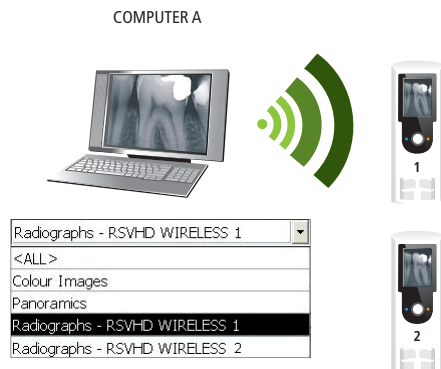 COMPUTER A
1
Radiographs - RSVHD WIRELESS 1
<ALL>
Colour Images
Panoramics
Radiographs - RSVHD WIRELESS 1
Radiographs - RSVHD WIRELESS 2
2